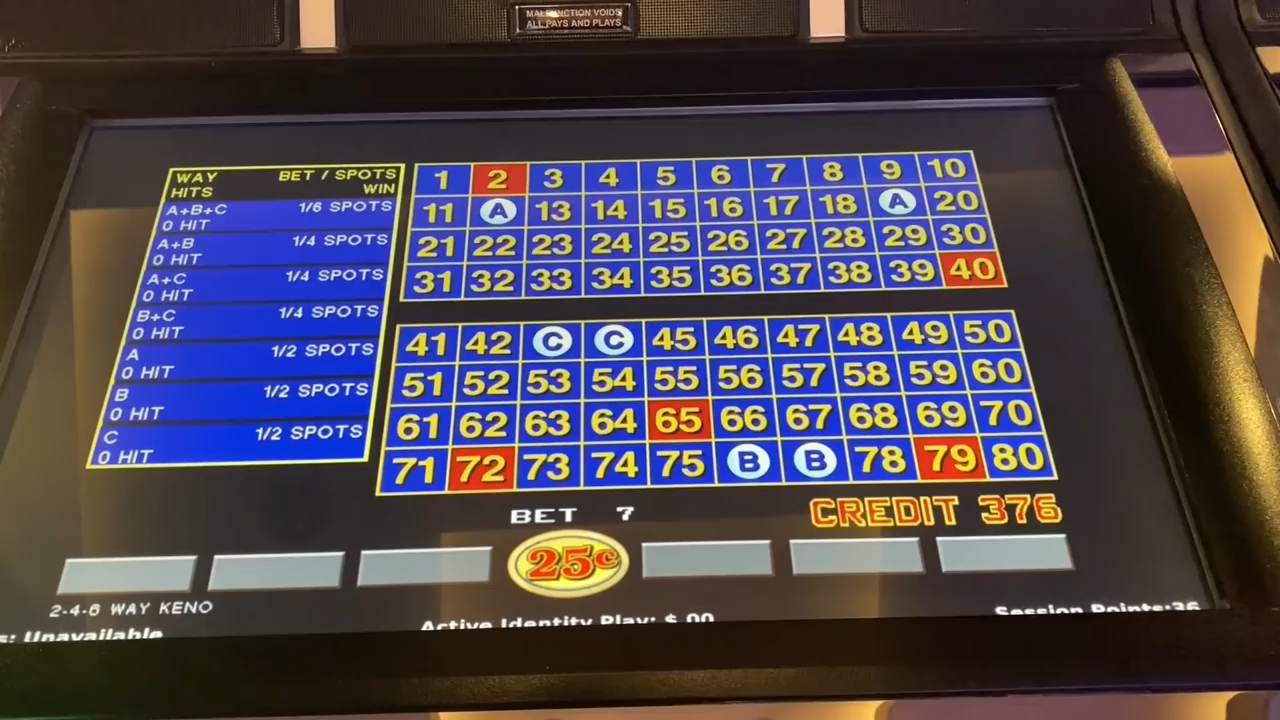 MALFUNCTION VOIDS
ALL PAYS AND PLAYS
WAY BET / SPOTS
HITS WIN
A+B+C 1/6 SPOTS
0 HIT
A+B 1/4 SPOTS
0 HIT
A+C 1/4 SPOTS
0 HIT
B+C 1/4 SPOTS
0 HIT
A 1/2 SPOTS
0 HIT
B 1/2 SPOTS
0 HIT
C 1/2 SPOTS
0 HIT
1 2 3 4 5 6 7 8 9 10
11 A 13 14 15 16 17 18 A 20
21 22 23 24 25 26 27 28 29 30
31 32 33 34 35 36 37 38 39 40
41 42 C C 45 46 47 48 49 50
51 52 53 54 55 56 57 58 59 60
61 62 63 64 65 66 67 68 69 70
71 72 73 74 75 B B 78 79 80
BET 7
CREDIT 376
25¢
2-4-6 WAY KENO
s: Unavailable
Active Identity Play: $.00
Session Points:36